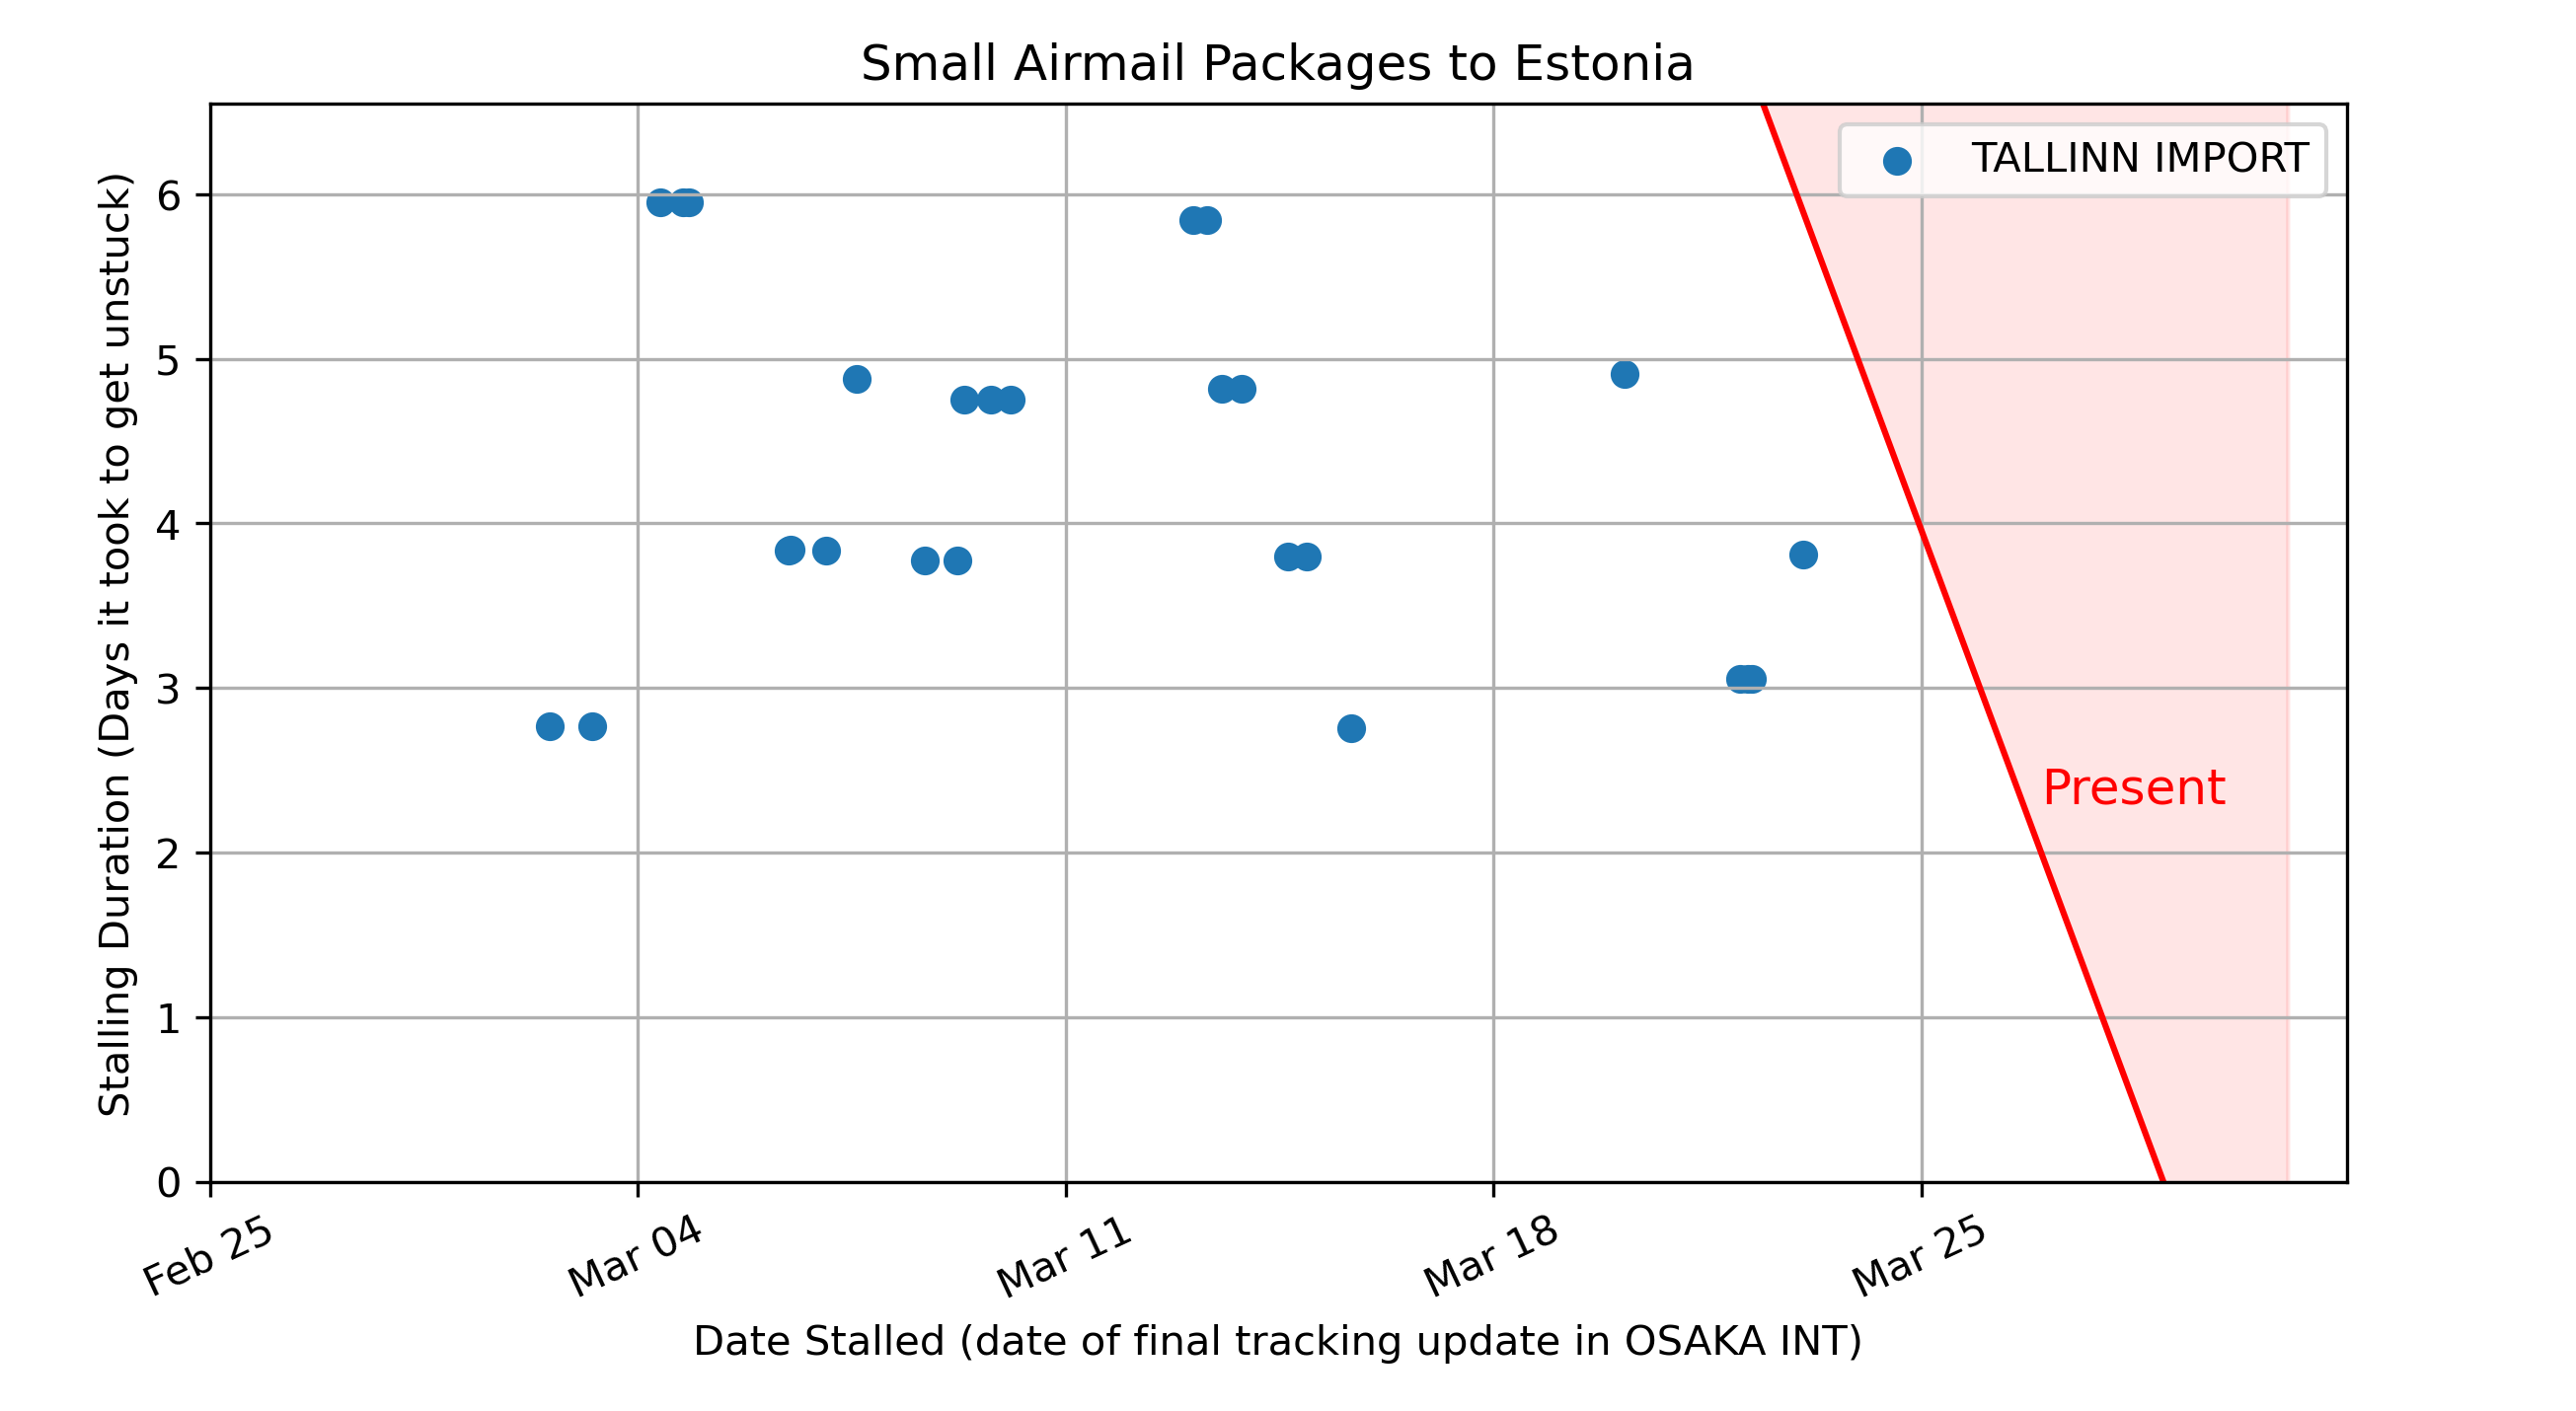 Small Airmail Packages to Estonia
TALLINN IMPORT
Stalling Duration (Days it took to get unstuck)
6
5
4
3
2
1
0
Present
Feb 25
Mar 04
Mar 11
Mar 18
Mar 25
Date Stalled (date of final tracking update in OSAKA INT)